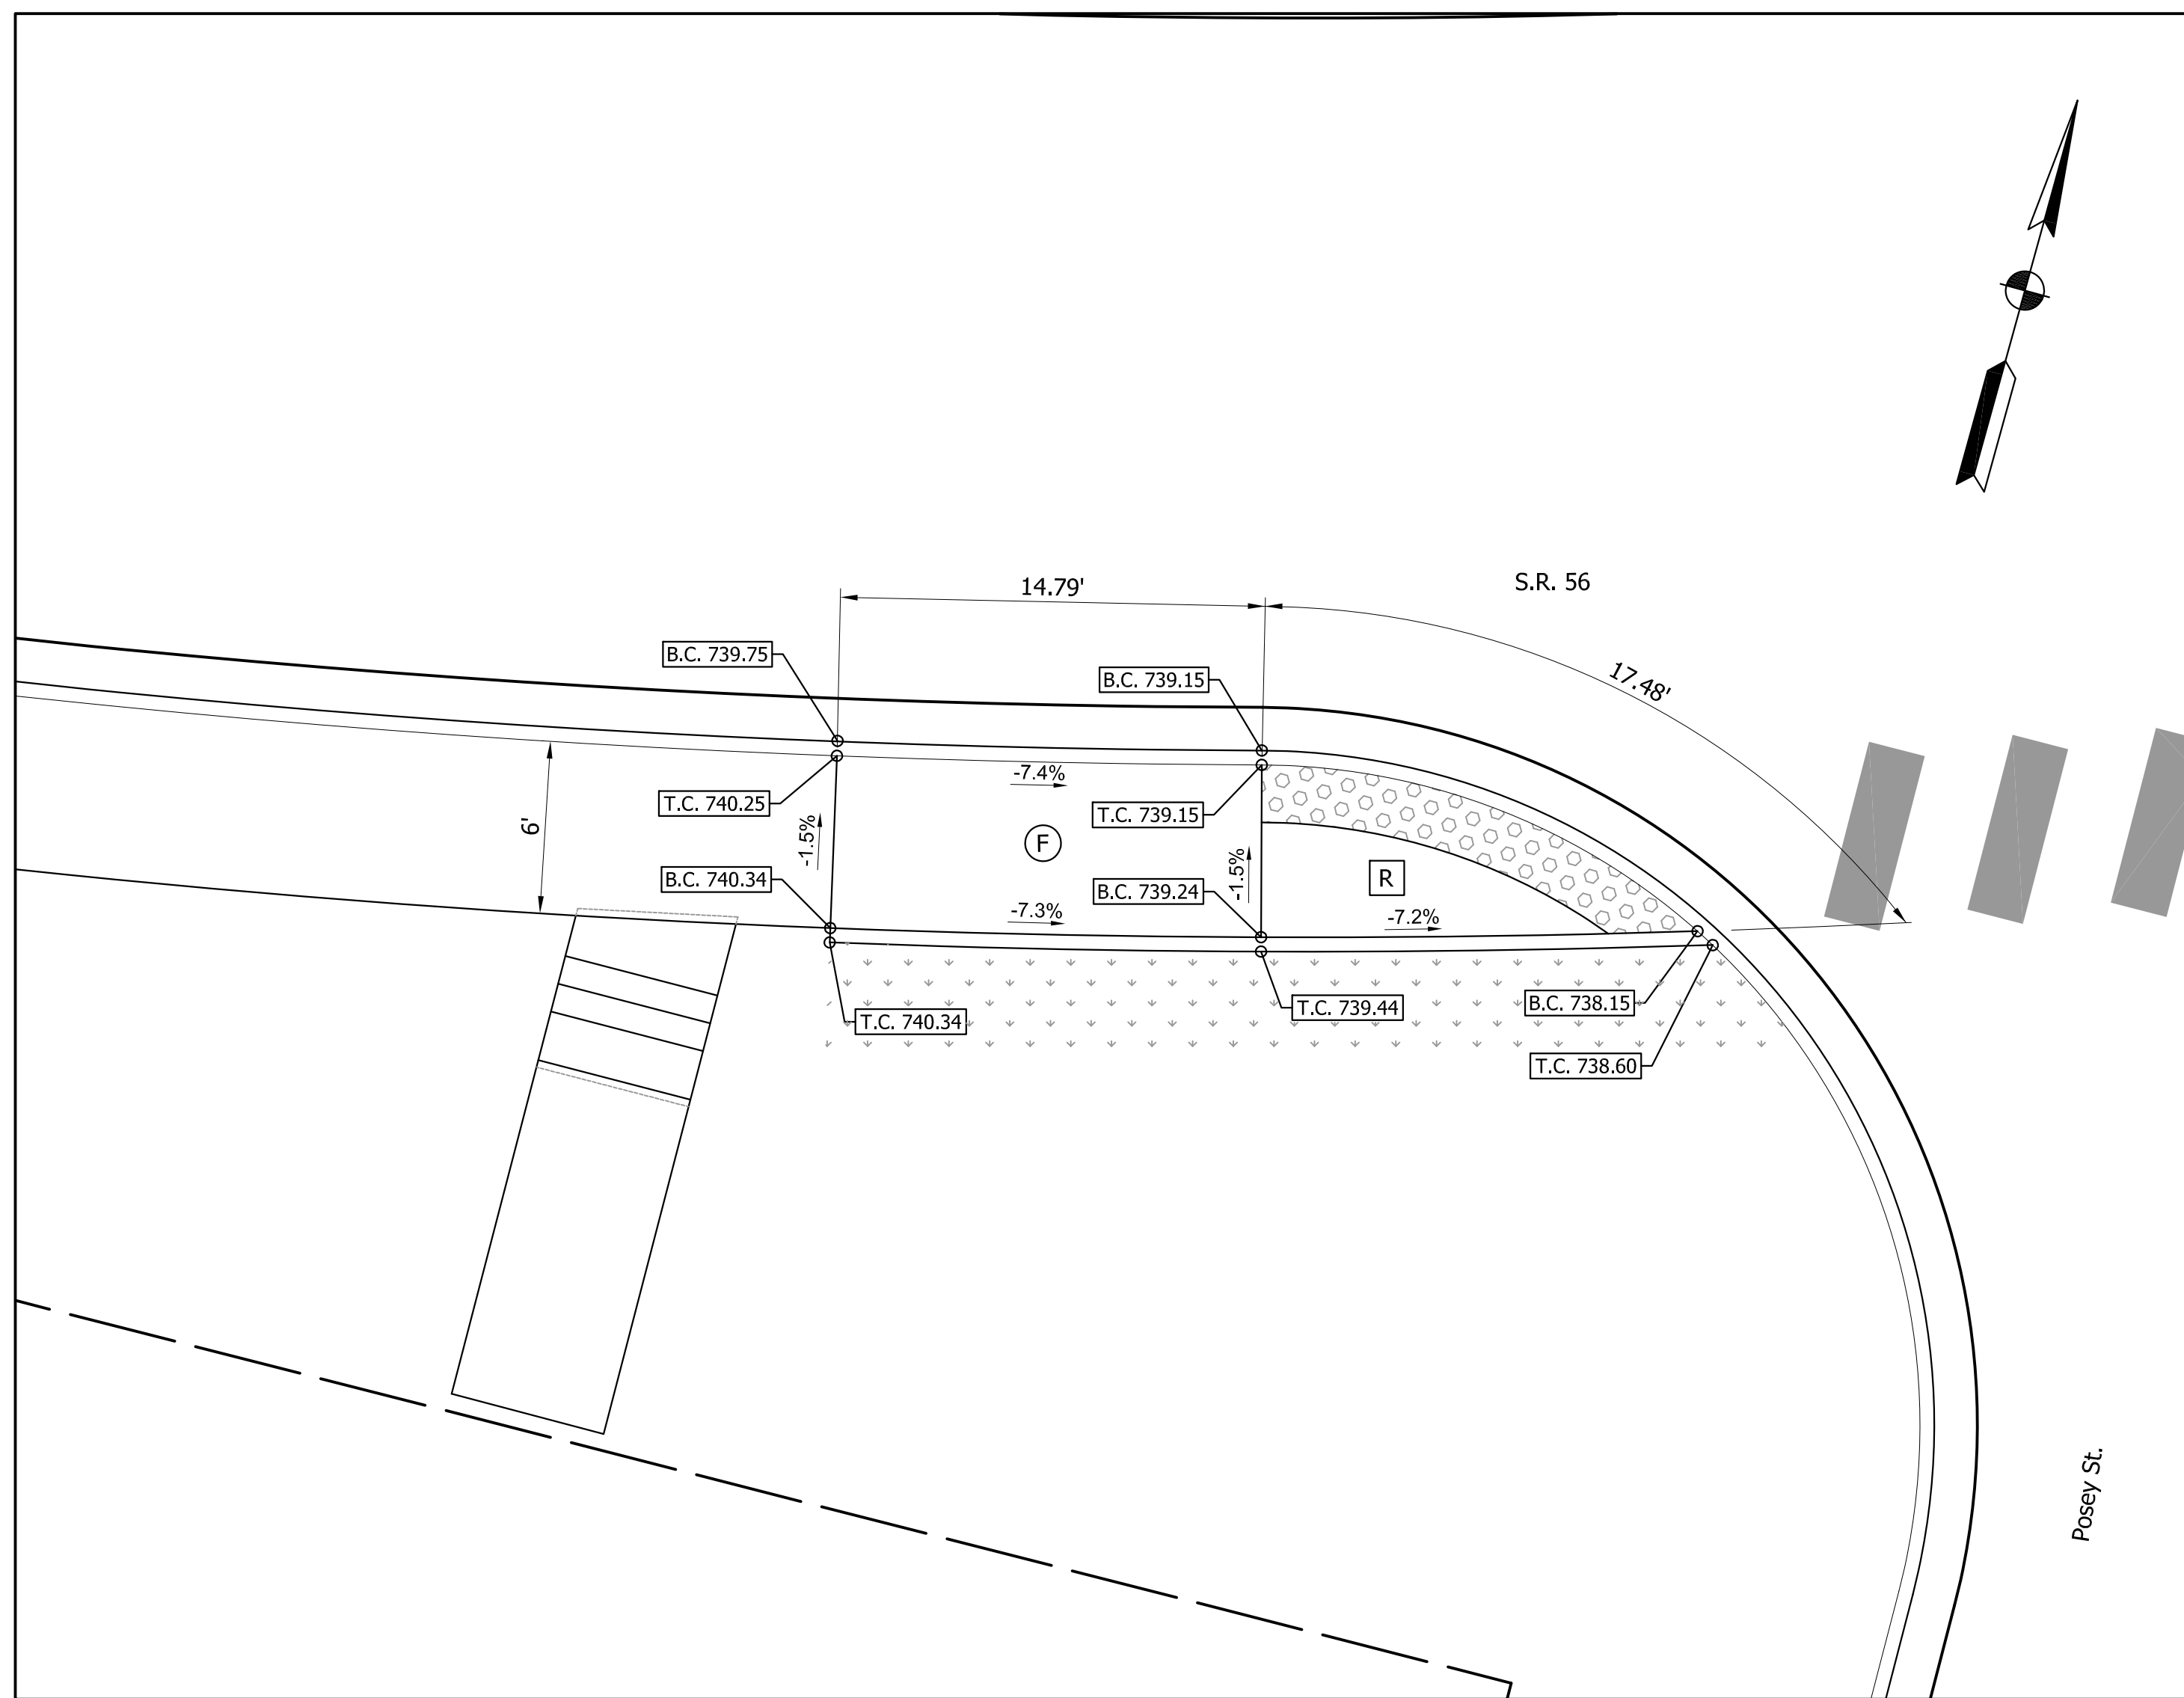 S.R. 56
14.79'
17.48'
B.C. 739.75
B.C. 739.15
-7.4%
T.C. 740.25
T.C. 739.15
6'
-1.5%
F
B.C. 740.34
B.C. 739.24
-1.5%
R
-7.3%
-7.2%
T.C. 740.34
T.C. 739.44
B.C. 738.15
T.C. 738.60
Posey St.